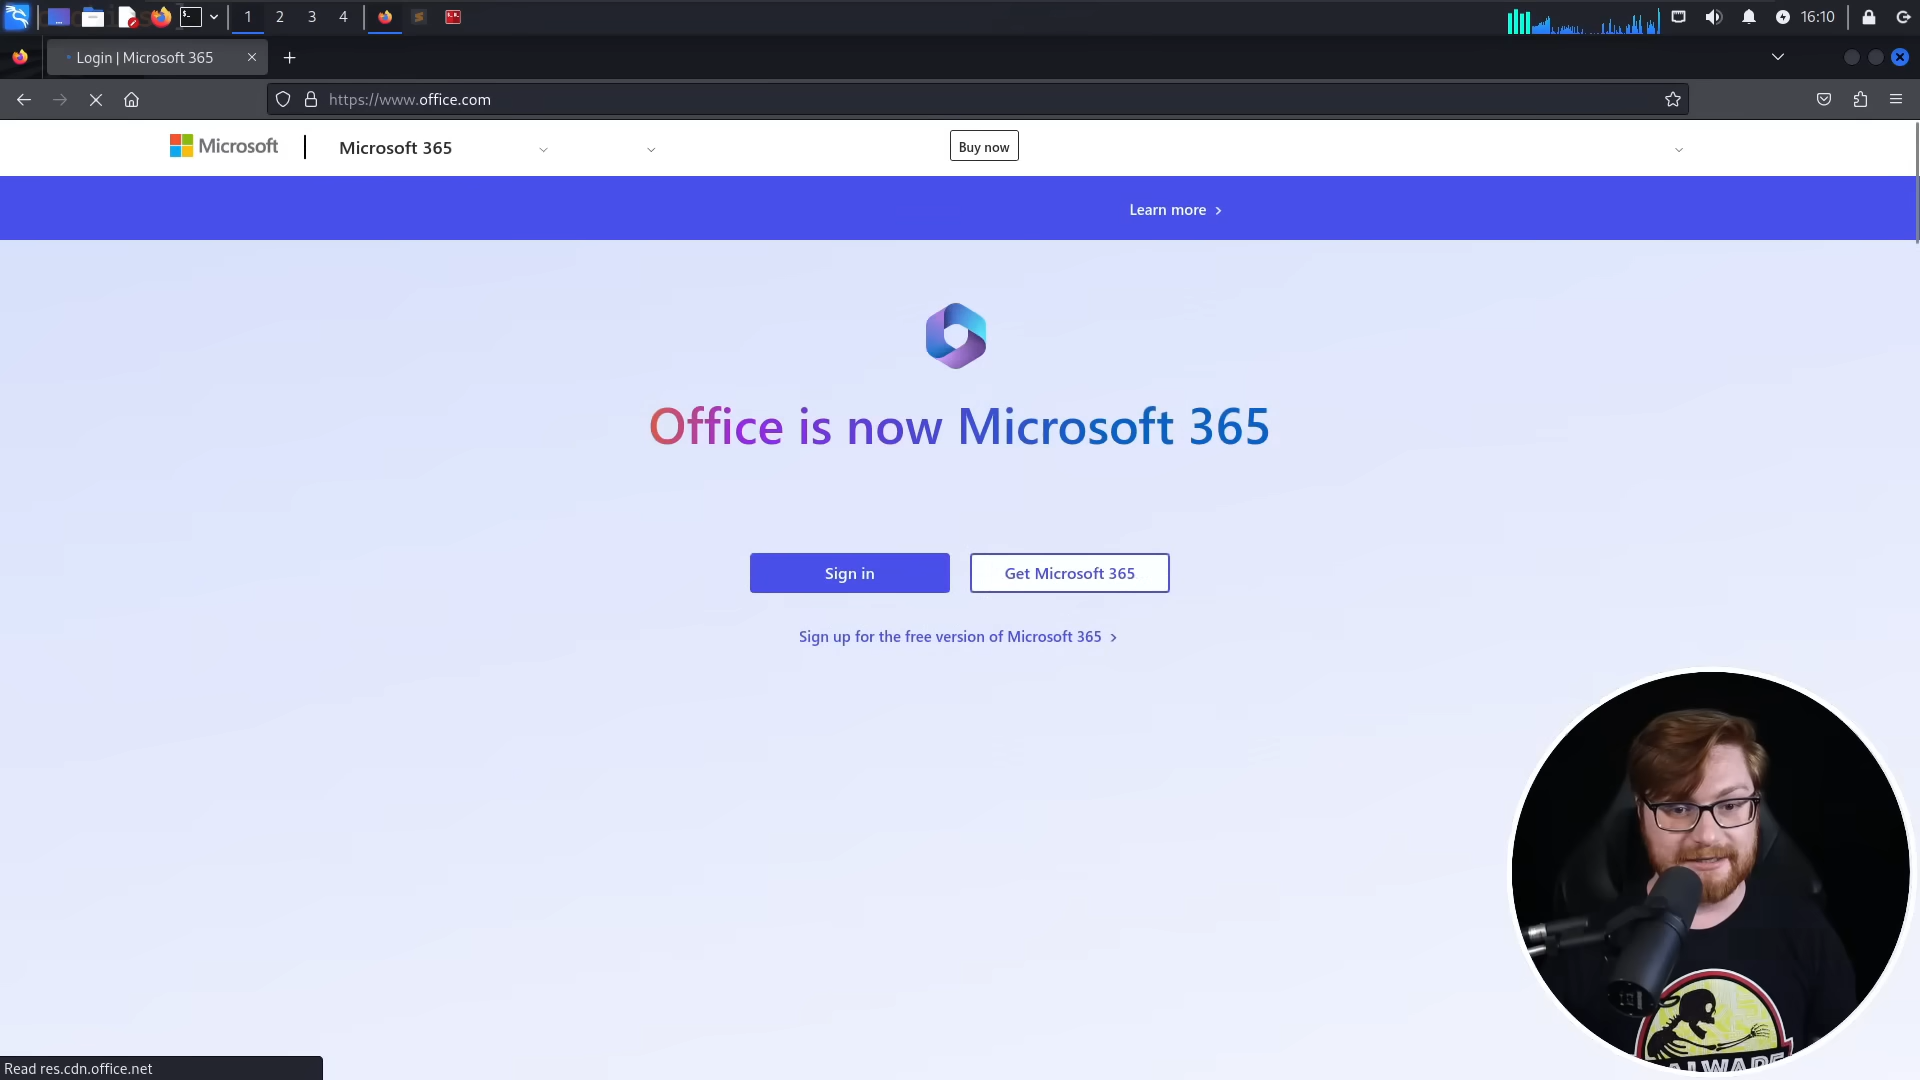 1 2 3 4 16:10
Login | Microsoft 365
https://www.office.com
Microsoft
Microsoft 365
Buy now
Learn more
Office is now Microsoft 365
Sign in
Get Microsoft 365
Sign up for the free version of Microsoft 365
Read res.cdn.office.net